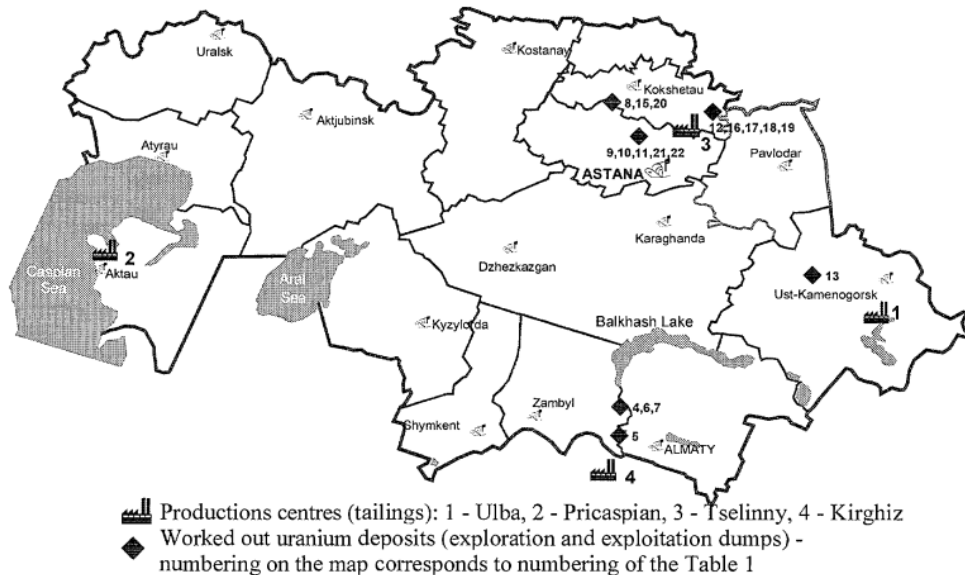 Uralsk
Kostanay
Kokshetau
8,15,20
Aktjubinsk
12,16,17,18,19
3
9,10,11,21,22
Pavlodar
Atyrau
ASTANA
Karaghanda
2
Dzhezkazgan
Aktau
Caspian
Sea
Aral
Sea
13
Ust-Kamenogorsk
1
Kyzylorda
Balkhash Lake
4,6,7
Zambyl
Shymkent
5
ALMATY
4
Productions centres (tailings): 1 - Ulba, 2 - Pricaspian, 3 - Tselinny, 4 - Kirghiz
Worked out uranium deposits (exploration and exploitation dumps) -
numbering on the map corresponds to numbering of the Table 1